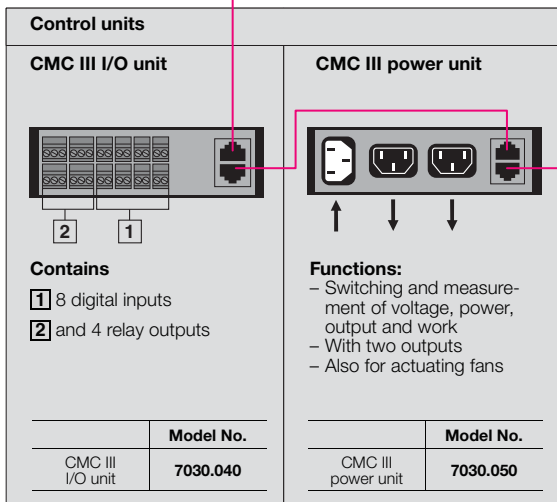 Control units
CMC III I/O unit
2
1
Contains
1 8 digital inputs
2 and 4 relay outputs
Model No.
CMC III
I/O unit
7030.040
CMC III power unit
Functions:
– Switching and measure-
ment of voltage, power,
output and work
– With two outputs
– Also for actuating fans
Model No.
CMC III
power unit
7030.050